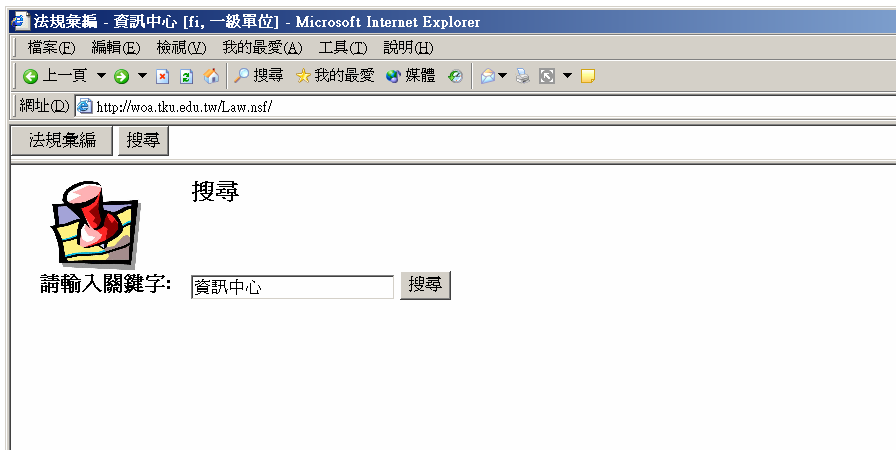 法規彙編 - 資訊中心 [fi, 一級單位] - Microsoft Internet Explorer
檔案(F) 編輯(E) 檢視(V) 我的最愛(A) 工具(T) 說明(H)
上一頁 搜尋 我的最愛 媒體
網址(D) http://woa.tku.edu.tw/Law.nsf/
法規彙編 搜尋
搜尋
請輸入關鍵字: 資訊中心 搜尋